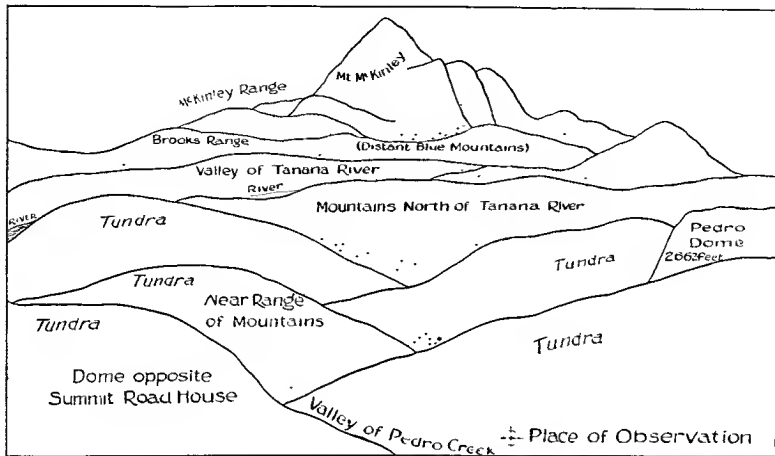 Mt McKinley
McKinley Range
Brooks Range
(Distant Blue Mountains)
Valley of Tanana River
River
Mountains North of Tanana River
River
Tundra
Pedro
Dome
2662 feet
Tundra
Tundra
Near Range
of Mountains
Tundra
Tundra
Dome opposite
Summit Road House
Valley of Pedro Creek
Place of Observation